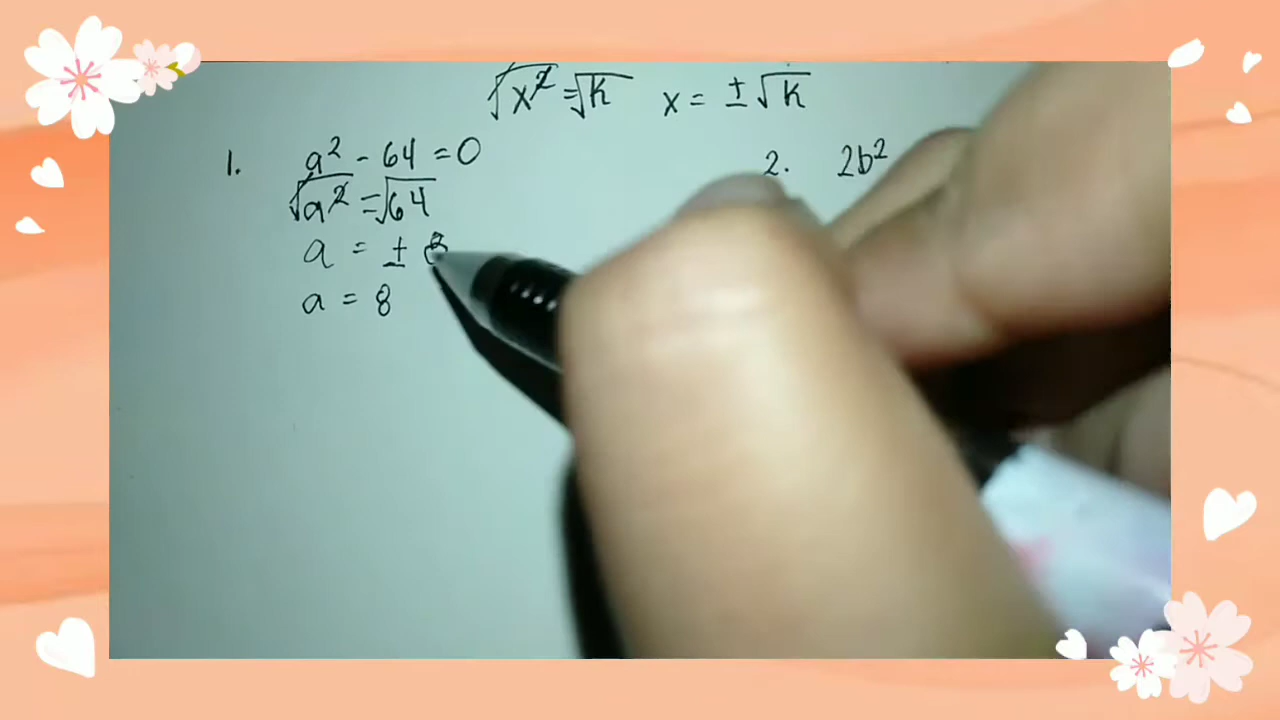 √x² = √k x = ± √k
1. a² - 64 = 0
√a² = √64
a = ± 8
a = 8
2. 2b²